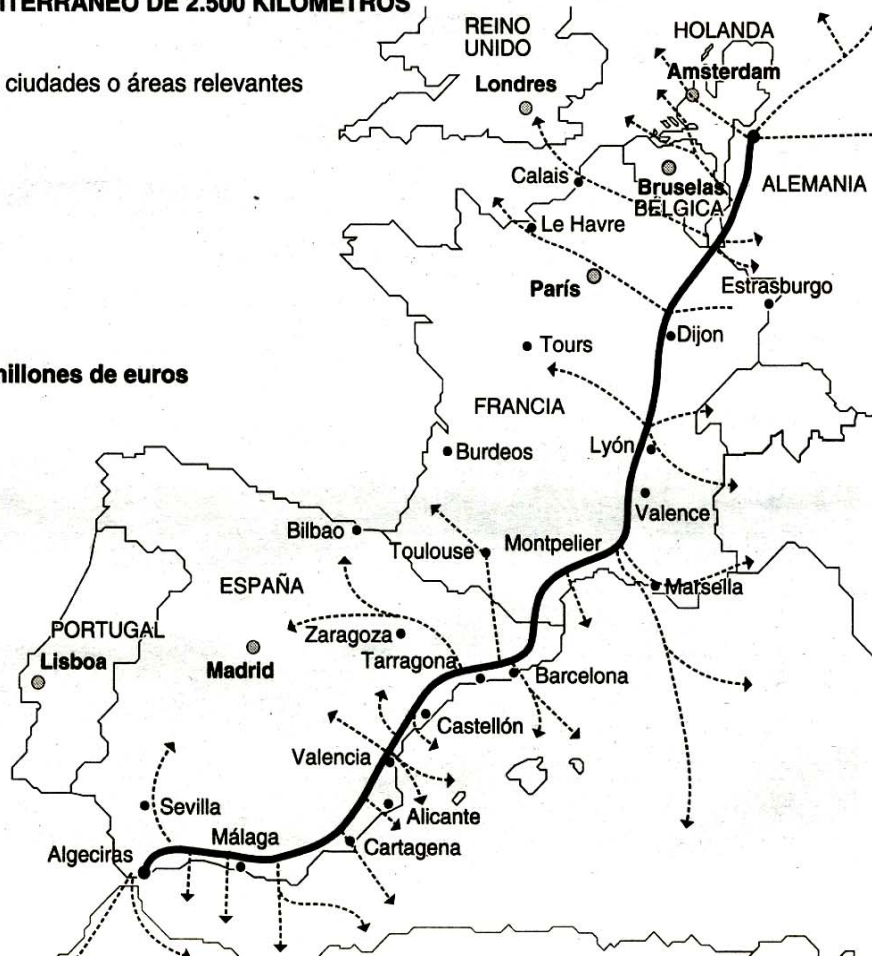 ITERRÁNEO DE 2.500 KILÓMETROS
ciudades o áreas relevantes
millones de euros
REINO
UNIDO
Londres
HOLANDA
Amsterdam
Calais
Bruselas
BÉLGICA
ALEMANIA
Le Havre
París
Estrasburgo
Tours
Dijon
FRANCIA
Burdeos
Lyón
Valence
Bilbao
Toulouse
Montpelier
Marsella
ESPAÑA
PORTUGAL
Lisboa
Madrid
Zaragoza
Tarragona
Barcelona
Castellón
Valencia
Sevilla
Alicante
Málaga
Cartagena
Algeciras